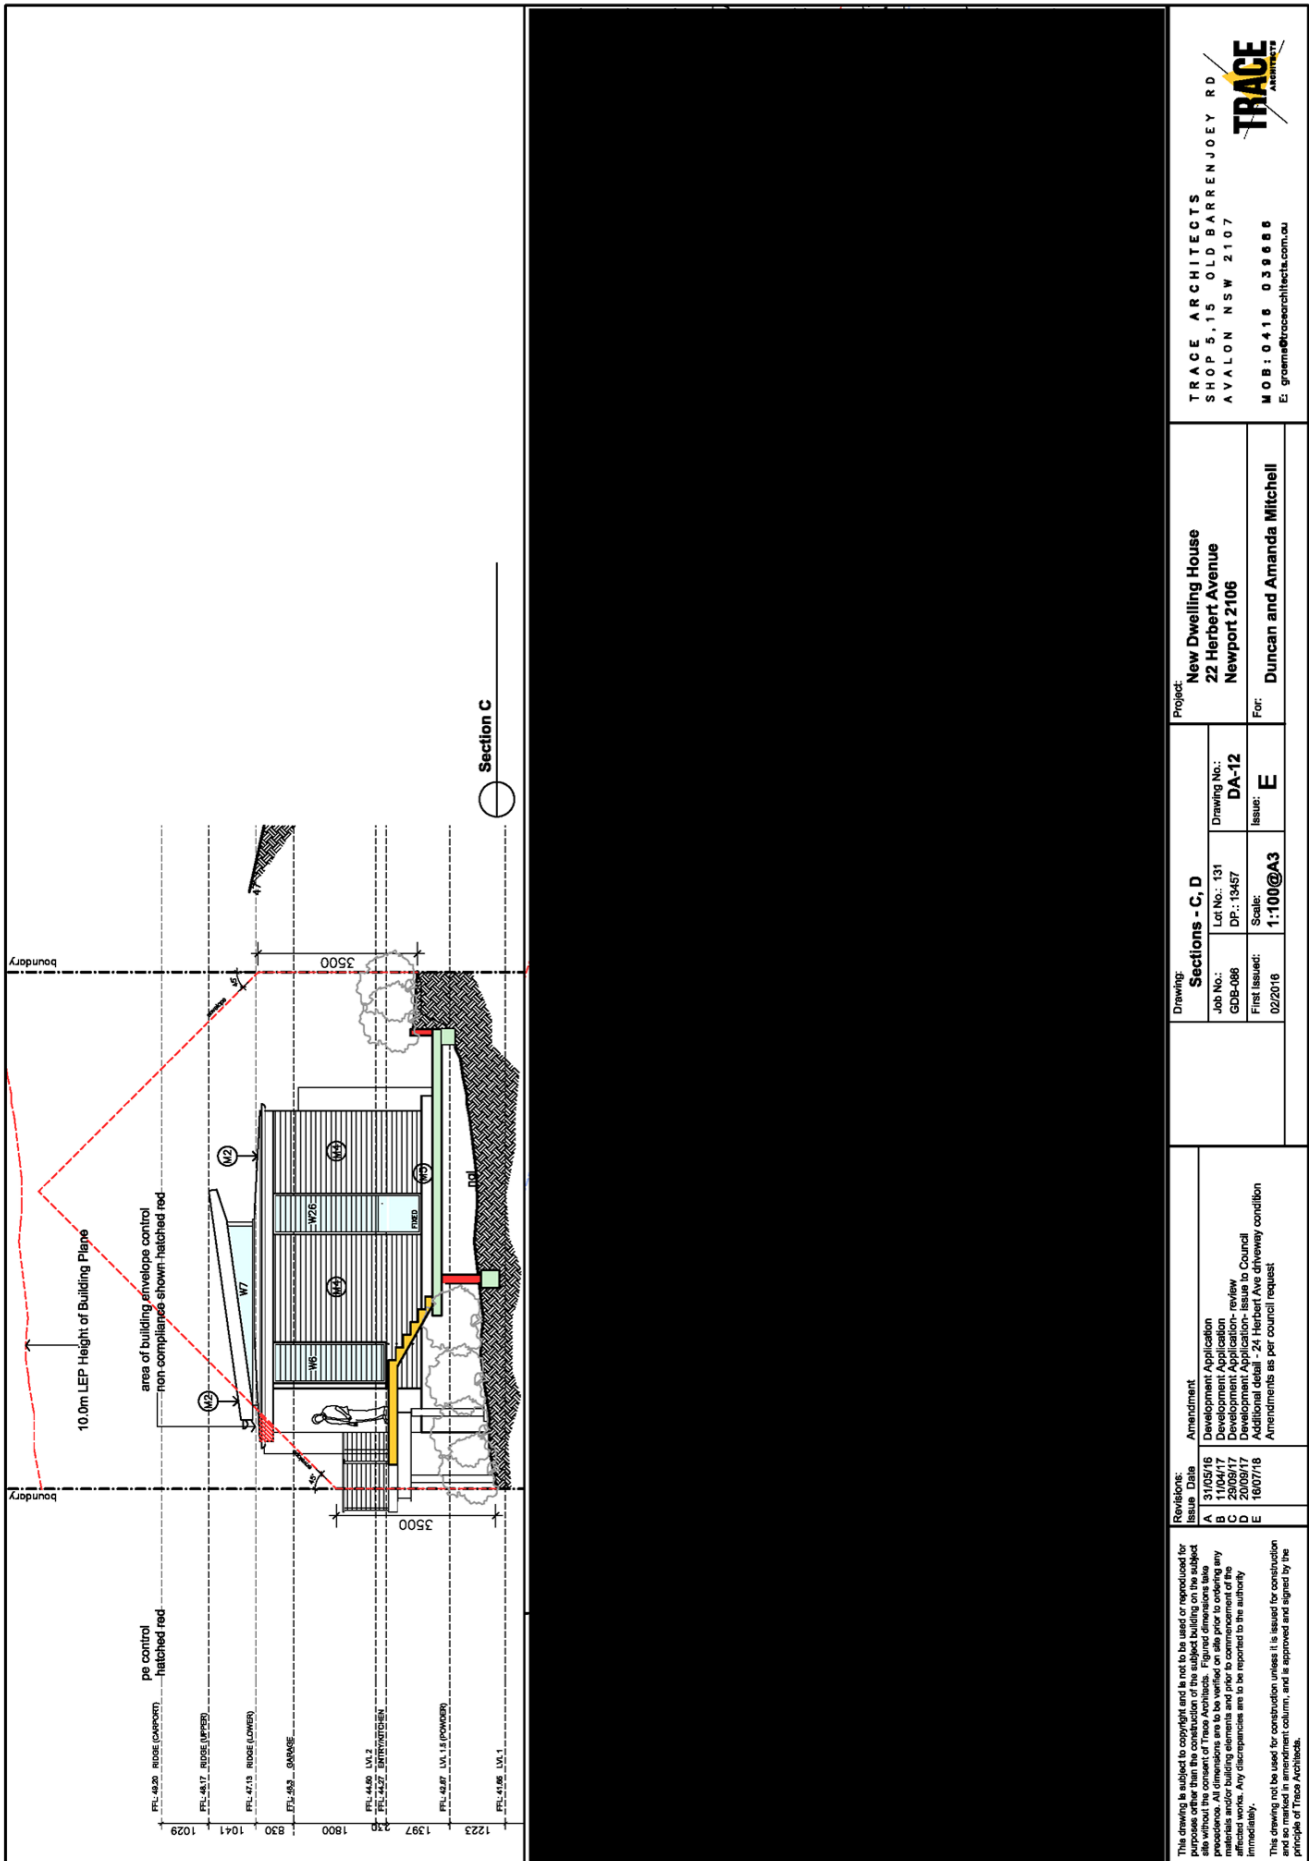 10.0m LEP Height of Building Plane
area of building envelope control
non compliance shown hatched red
pe control
hatched red
boundary
boundary
envelope
45°
45°
3500
3500
M2
M2
W7
W6
W26
FIXED
M4
M4
M3
ngl
47
Section C
FFL: 49.20 RIDGE (CARPORT)
1029
FFL: 48.17 RIDGE (UPPER)
1041
FFL: 47.13 RIDGE (LOWER)
830
GARAGE
1800
FFL: 44.50 LVL 2
230
FFL: 44.27 ENTRY/KITCHEN
1397
FFL: 42.87 LVL 1.5 (POWDER)
1223
FFL: 41.65 LVL 1
This drawing is subject to copyright and is not to be used or reproduced for
purposes other than the construction of the subject building on the subject
site without the consent of Trace Architects. Figured dimensions take
precedence. All dimensions are to be verified on site prior to ordering any
materials and/or building elements and prior to commencement of the
affected works. Any discrepancies are to be reported to the authority
immediately.
This drawing not be used for construction unless it is issued for construction
and so marked in amendment column, and is approved and signed by the
principle of Trace Architects.
Revisions:
Issue Date Amendment
A 31/05/16 Development Application
B 11/04/17 Development Application
C 29/09/17 Development Application- review
D 20/09/17 Development Application- issue to Council
E 16/07/18 Additional detail - 24 Herbert Ave driveway condition
Amendments as per council request
Drawing:
Sections - C, D
Job No.: GDB-086
Lot No.: 131
DP.: 13457
Drawing No.: DA-12
First Issued: 02/2016
Scale: 1:100@A3
Issue: E
Project:
New Dwelling House
22 Herbert Avenue
Newport 2106
For:
Duncan and Amanda Mitchell
TRACE ARCHITECTS
SHOP 5,15 OLD BARRENJOEY RD
AVALON NSW 2107
MOB: 0416 039686
E: graeme@tracearchitects.com.au
TRACE
ARCHITECTS